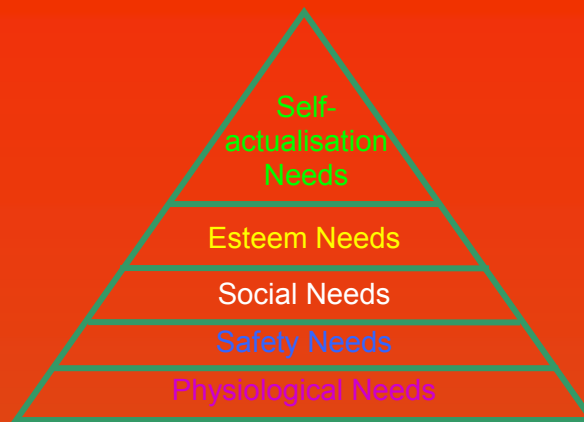 Self-
actualisation
Needs
Esteem Needs
Social Needs
Safety Needs
Physiological Needs